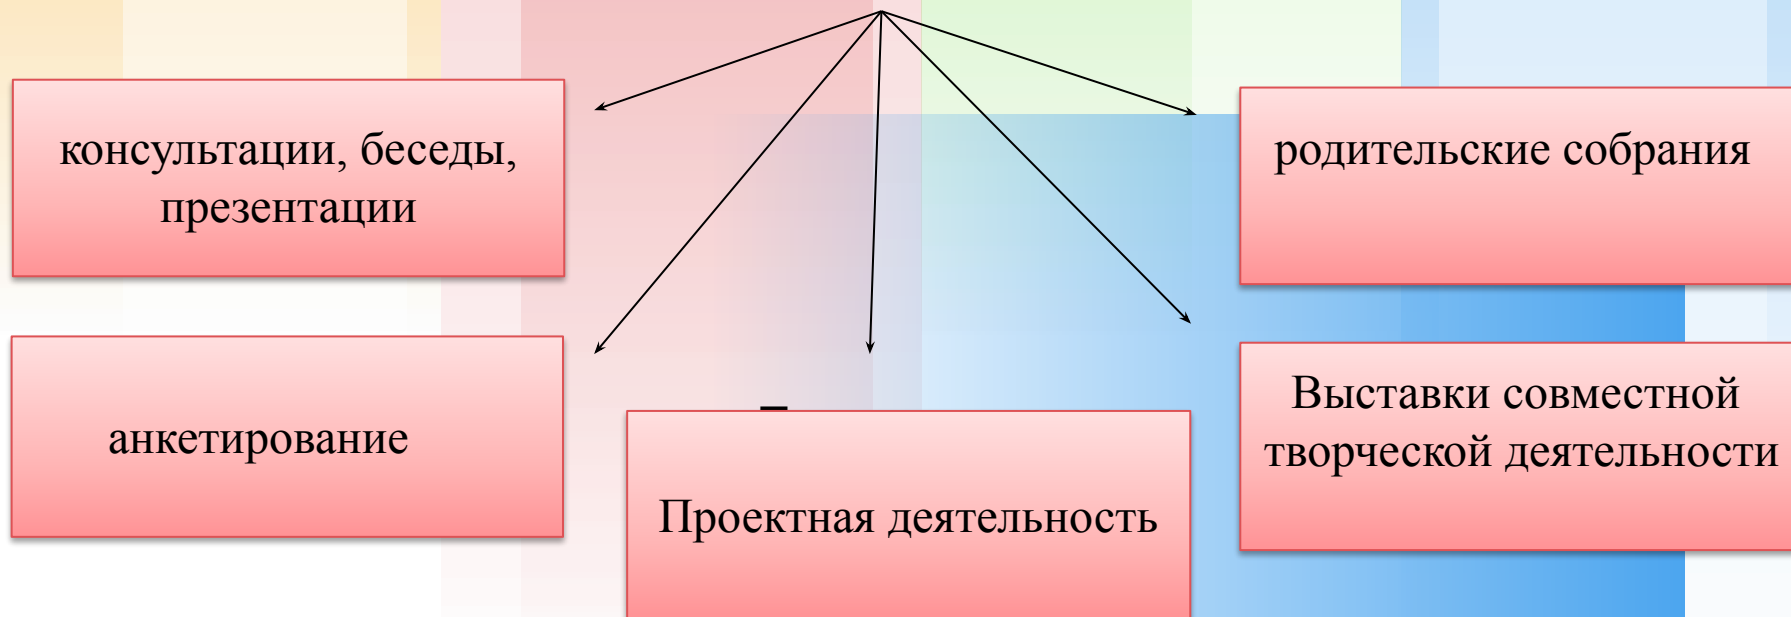 консультации, беседы,
презентации
родительские собрания
анкетирование
Проектная деятельность
Выставки совместной
творческой деятельности